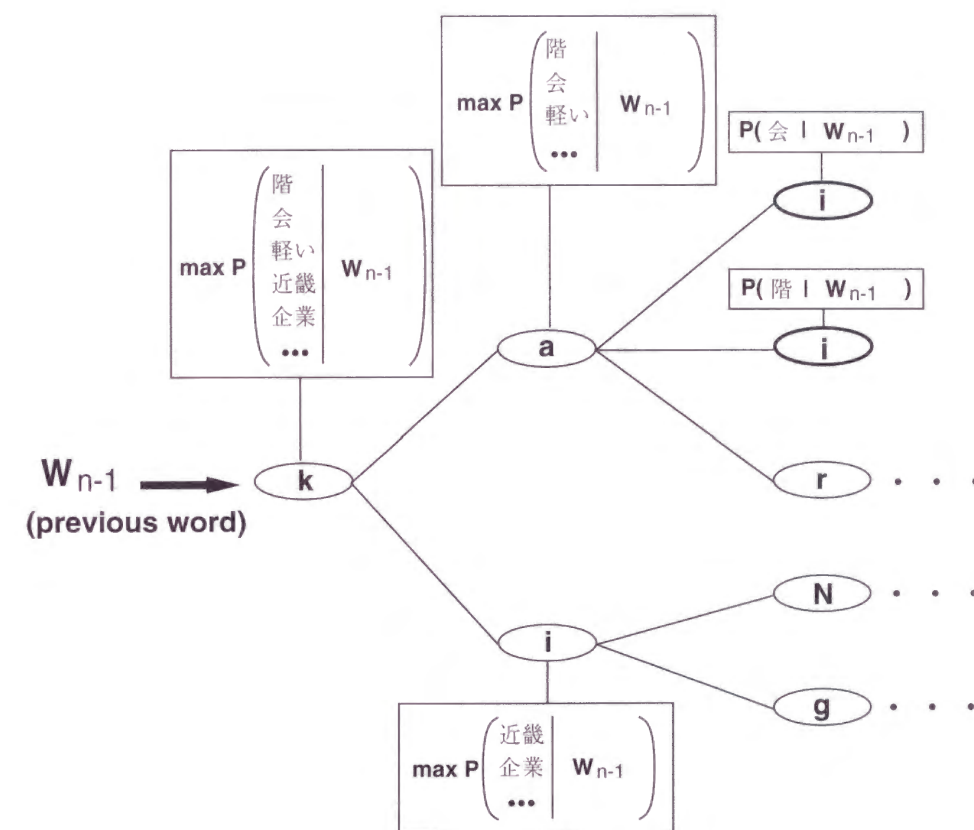 max P ( 階 会 軽い ••• | W n-1 )
P( 会 | W n-1 )
i
max P ( 階 会 軽い 近畿 企業 ••• | W n-1 )
P( 階 | W n-1 )
a
i
W n-1
k
r • • •
(previous word)
N • • •
i
g • • •
max P ( 近畿 企業 ••• | W n-1 )